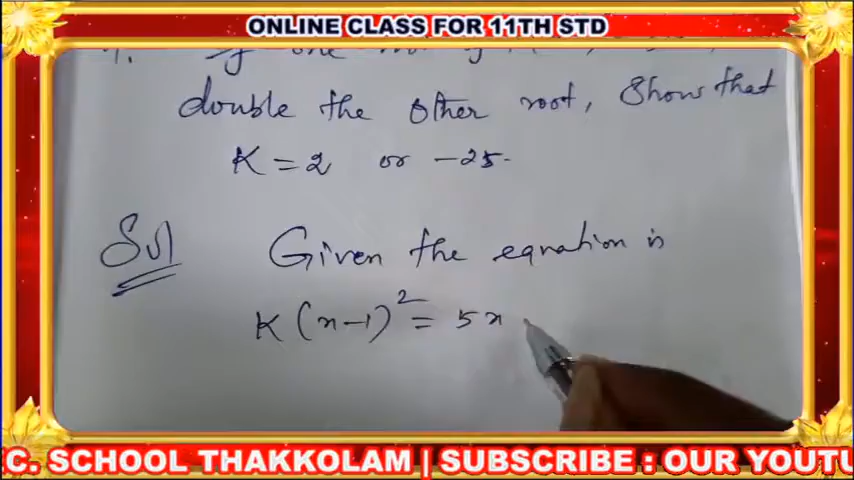 ONLINE CLASS FOR 11TH STD
double the other root, Show that
K = 2 or -25.
Sol Given the equation is
K(x-1)² = 5x
C. SCHOOL THAKKOLAM | SUBSCRIBE : OUR YOUTU